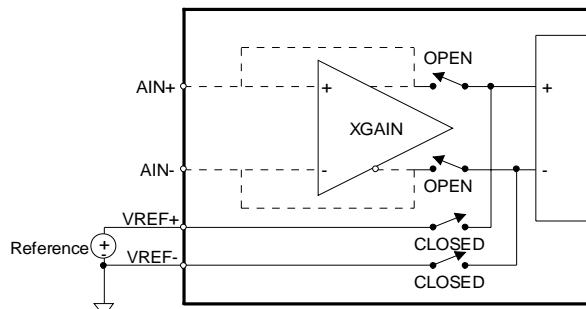 OPEN
AIN+
+
+
XGAIN
AIN-
-
-
OPEN
VREF+
CLOSED
Reference
+
-
VREF-
CLOSED